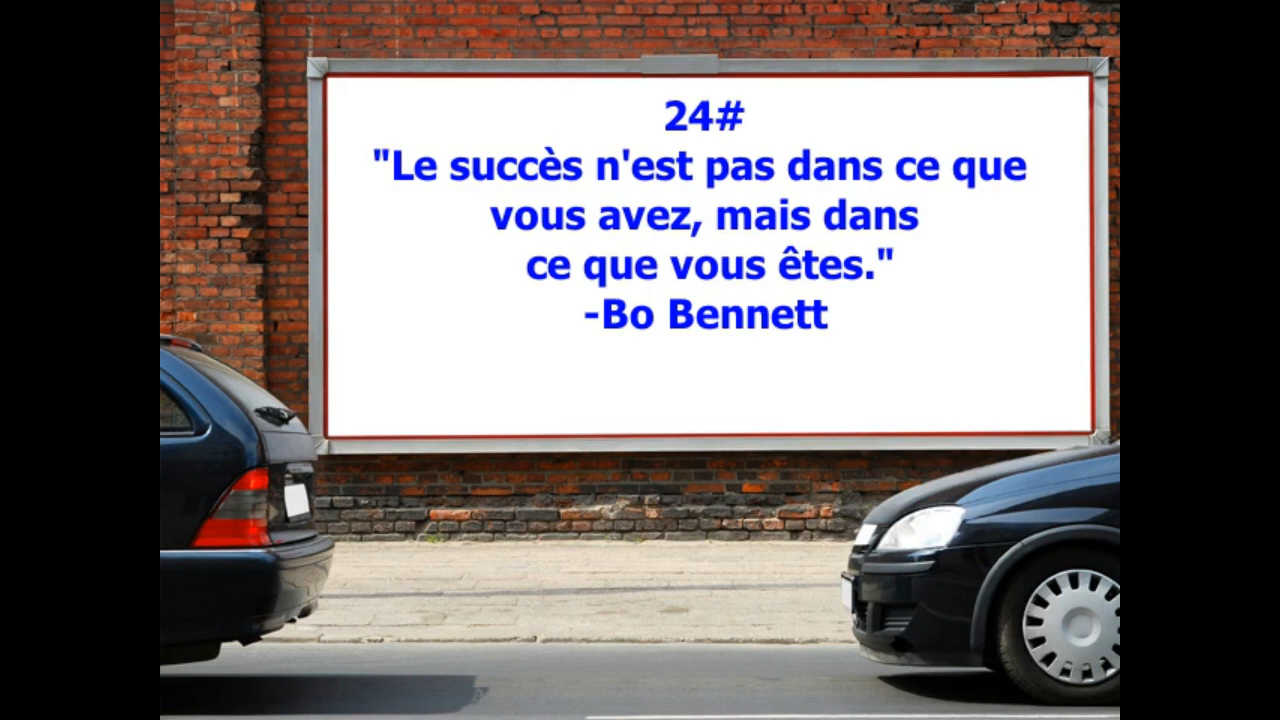 24#
"Le succès n'est pas dans ce que
vous avez, mais dans
ce que vous êtes."
-Bo Bennett